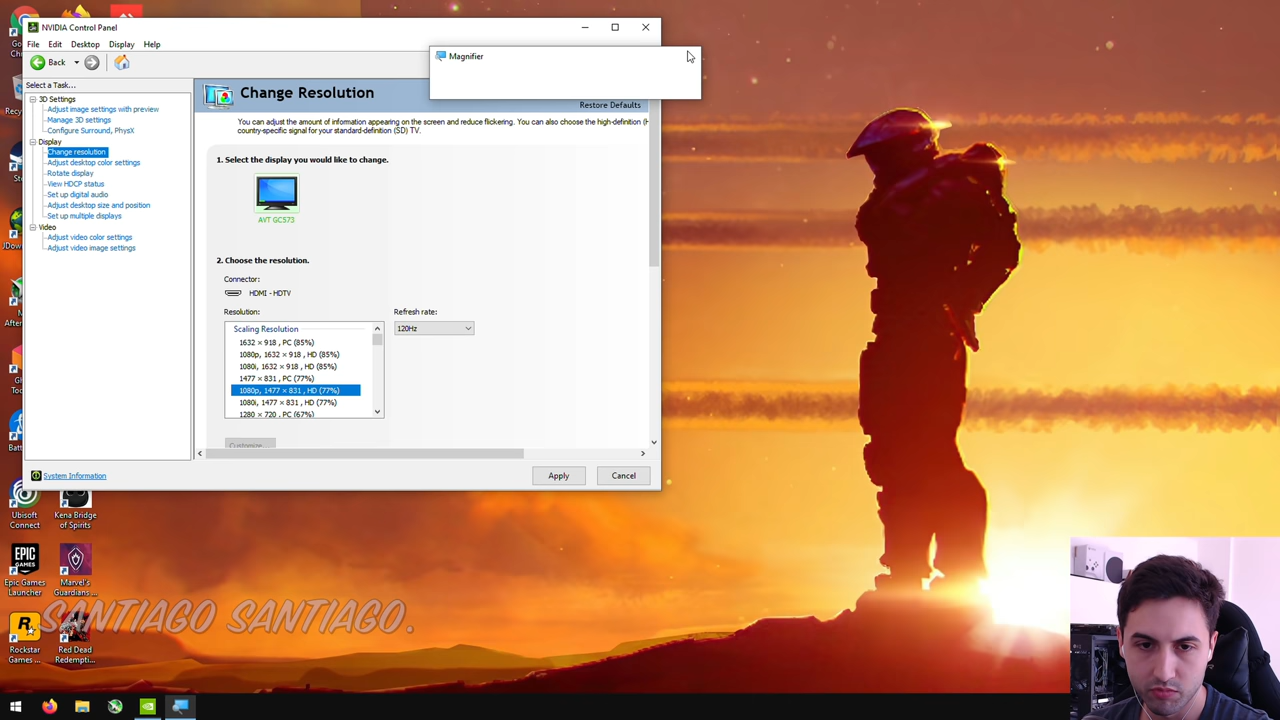 NVIDIA Control Panel
File Edit Desktop Display Help
Back
Magnifier
Select a Task...
3D Settings
Adjust image settings with preview
Manage 3D settings
Configure Surround, PhysX
Display
Change resolution
Adjust desktop color settings
Rotate display
View HDCP status
Set up digital audio
Adjust desktop size and position
Set up multiple displays
Video
Adjust video color settings
Adjust video image settings
System Information
Change Resolution
Restore Defaults
You can adjust the amount of information appearing on the screen and reduce flickering. You can also choose the high-definition (H
country-specific signal for your standard-definition (SD) TV.
1. Select the display you would like to change.
AVT GC573
2. Choose the resolution.
Connector:
HDMI - HDTV
Resolution:
Refresh rate:
120Hz
Scaling Resolution
1632 × 918 , PC (85%)
1080p, 1632 × 918 , HD (85%)
1080i, 1632 × 918 , HD (85%)
1477 × 831 , PC (77%)
1080p, 1477 × 831 , HD (77%)
1080i, 1477 × 831 , HD (77%)
1280 × 720 , PC (67%)
Customize...
Apply
Cancel
Ubisoft
Connect
Kena Bridge
of Spirits
EPIC
GAMES
Epic Games
Launcher
Marvel's
Guardians ...
Rockstar
Games ...
Red Dead
Redempti...
SANTIAGO SANTIAGO.